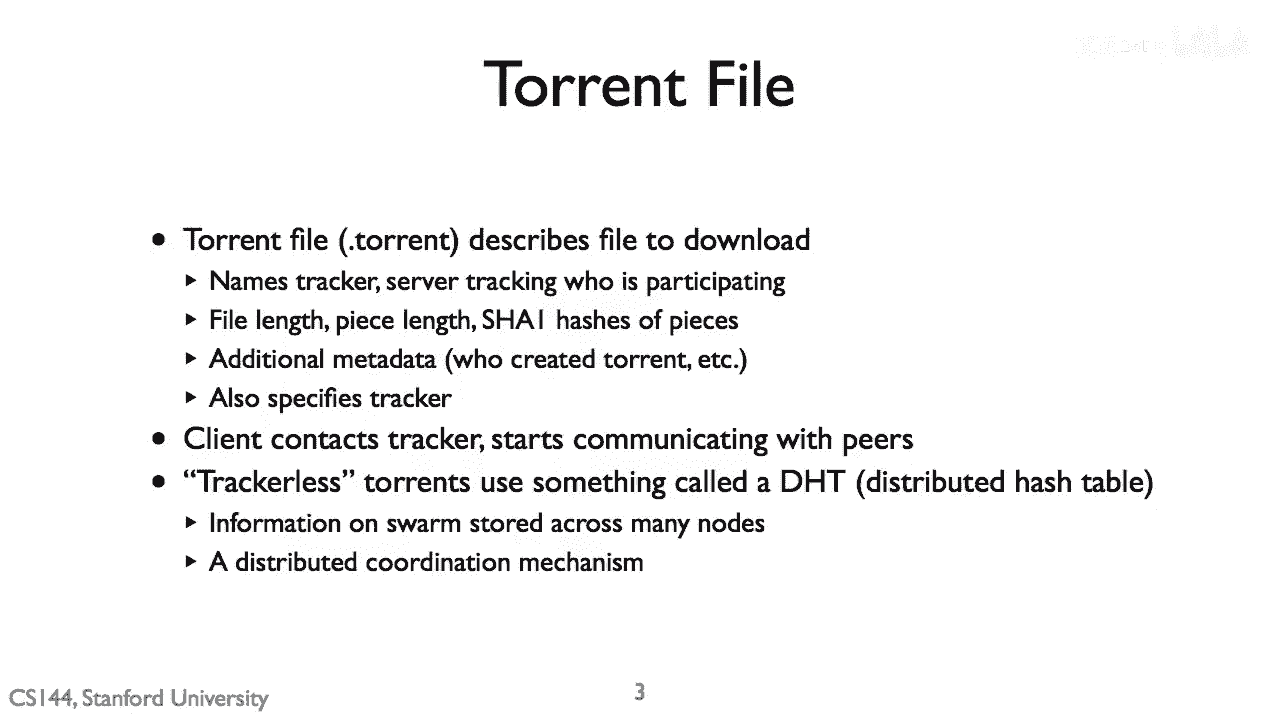 Torrent File
• Torrent file (.torrent) describes file to download
‣ Names tracker, server tracking who is participating
‣ File length, piece length, SHA1 hashes of pieces
‣ Additional metadata (who created torrent, etc.)
‣ Also specifies tracker
• Client contacts tracker, starts communicating with peers
• “Trackerless” torrents use something called a DHT (distributed hash table)
‣ Information on swarm stored across many nodes
‣ A distributed coordination mechanism
CS144, Stanford University
3